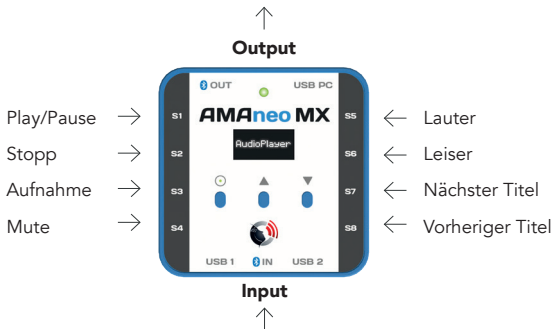 Output
OUT USB PC
Play/Pause S1 AMAneo MX S5 Lauter
AudioPlayer
Stopp S2 S6 Leiser
Aufnahme S3 S7 Nächster Titel
Mute S4 S8 Vorheriger Titel
USB 1 IN USB 2
Input